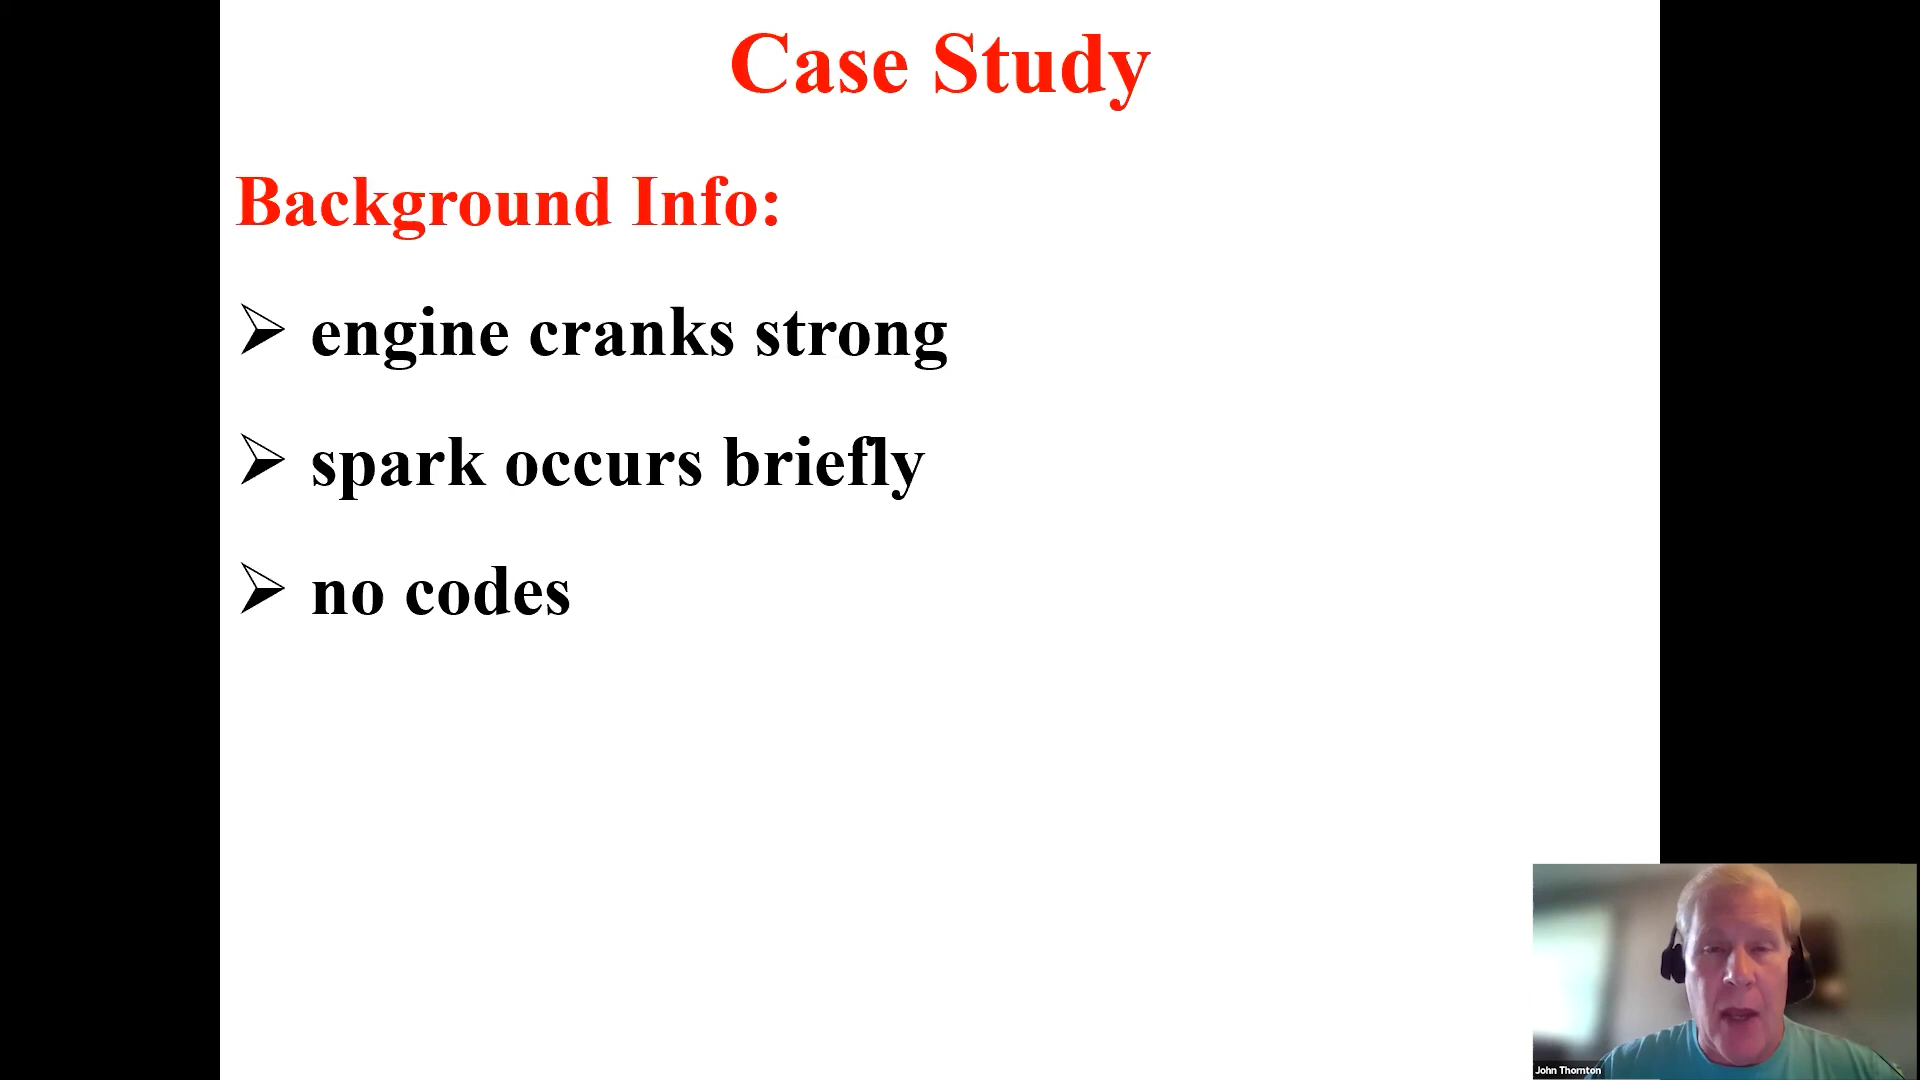 Case Study
Background Info:
engine cranks strong
spark occurs briefly
no codes
John Thornton